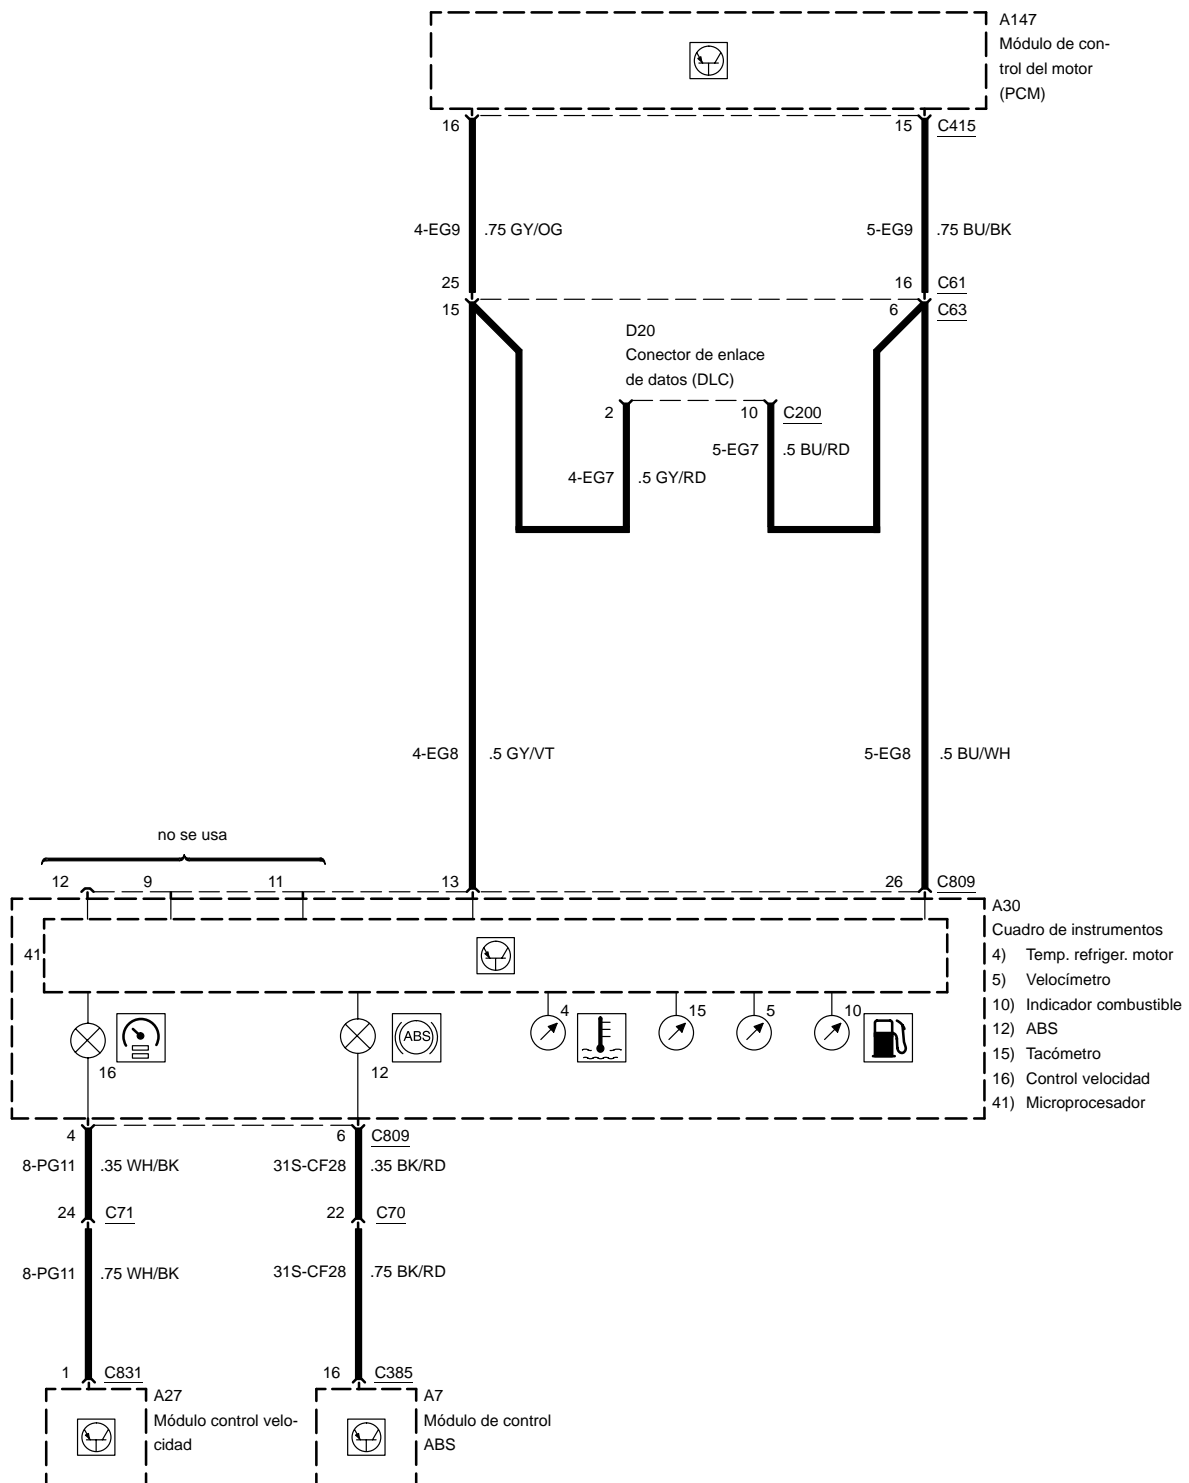 A147
Módulo de con-
trol del motor
(PCM)
16
15
C415
4-EG9
.75 GY/OG
5-EG9
.75 BU/BK
25
16
C61
15
6
C63
D20
Conector de enlace
de datos (DLC)
2
10
C200
5-EG7
.5 BU/RD
4-EG7
.5 GY/RD
4-EG8
.5 GY/VT
5-EG8
.5 BU/WH
no se usa
12
9
11
13
26
C809
A30
Cuadro de instrumentos
4) Temp. refriger. motor
5) Velocímetro
10) Indicador combustible
12) ABS
15) Tacómetro
16) Control velocidad
41) Microprocesador
41
4
15
5
10
ABS
16
12
4
6
C809
8-PG11
.35 WH/BK
31S-CF28
.35 BK/RD
24
C71
22
C70
8-PG11
.75 WH/BK
31S-CF28
.75 BK/RD
1
C831
16
C385
A27
Módulo control velo-
cidad
A7
Módulo de control
ABS